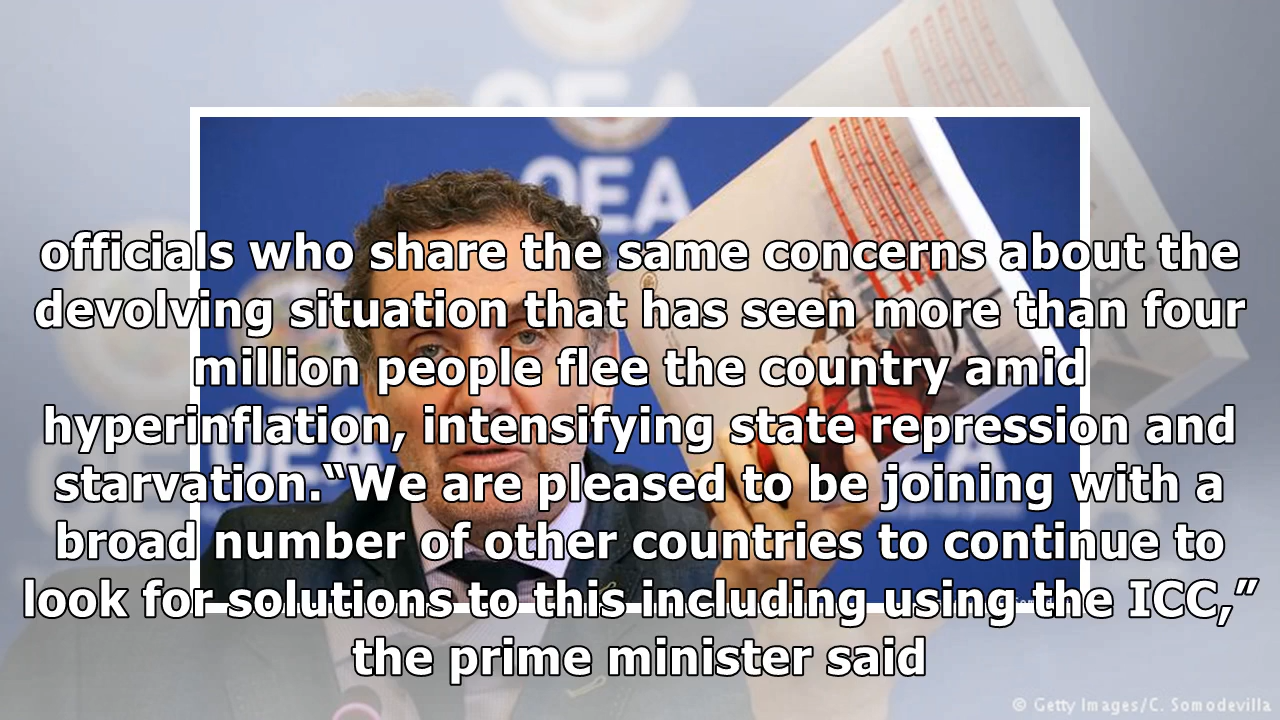 OEA
OEA
officials who share the same concerns about the
devolving situation that has seen more than four
million people flee the country amid
hyperinflation, intensifying state repression and
starvation.“We are pleased to be joining with a
broad number of other countries to continue to
look for solutions to this including using the ICC,”
the prime minister said
© Getty Images/C. Somodevilla